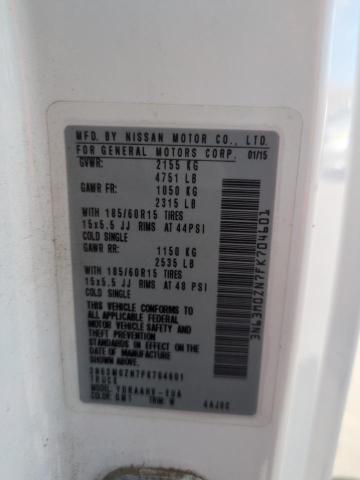 MFD. BY NISSAN MOTOR CO., LTD.
FOR GENERAL MOTORS CORP. 01/15
GVWR: 2155 KG
4751 LB
GAWR FR: 1050 KG
2315 LB
WITH 185/60R15 TIRES
15x5.5 JJ RIMS AT 44PSI
COLD SINGLE
GAWR RR: 1150 KG
2535 LB
WITH 185/60R15 TIRES
15x5.5 JJ RIMS AT 48 PSI
COLD SINGLE
THIS VEHICLE CONFORMS TO
ALL APPLICABLE FEDERAL
MOTOR VEHICLE SAFETY
AND THEFT PREVENTION
STANDARDS IN EFFECT ON
THE DATE OF MANUFACTURE
SHOWN ABOVE.
3N63M0ZN7FK704601
TRUCK
MODEL:
COLOR: TRIM:
3N63M0ZN7FK704601